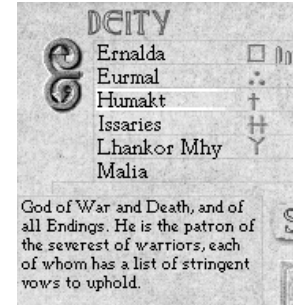 DEITY
Ernalda
Eurmal
Humakt
Issaries
Lhankor Mhy
Malia
God of War and Death, and of
all Endings. He is the patron of
the severest of warriors, each
of whom has a list of stringent
vows to uphold.